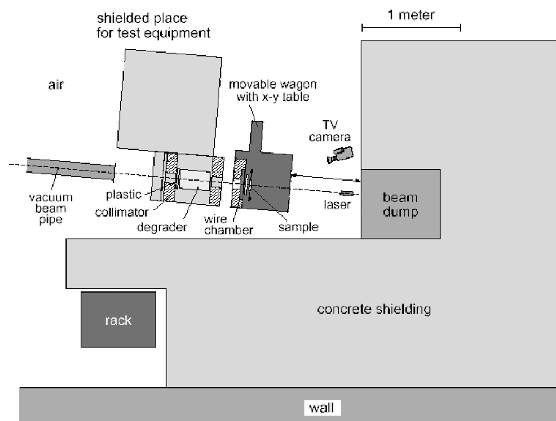 shielded place
for test equipment
1 meter
movable wagon
with x-y table
air
TV
camera
vacuum
beam
pipe
plastic
collimator
degrader
wire
chamber
sample
laser
beam
dump
rack
concrete shielding
wall